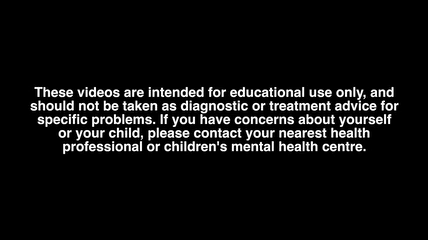 These videos are intended for educational use only, and
should not be taken as diagnostic or treatment advice for
specific problems. If you have concerns about yourself
or your child, please contact your nearest health
professional or children's mental health centre.